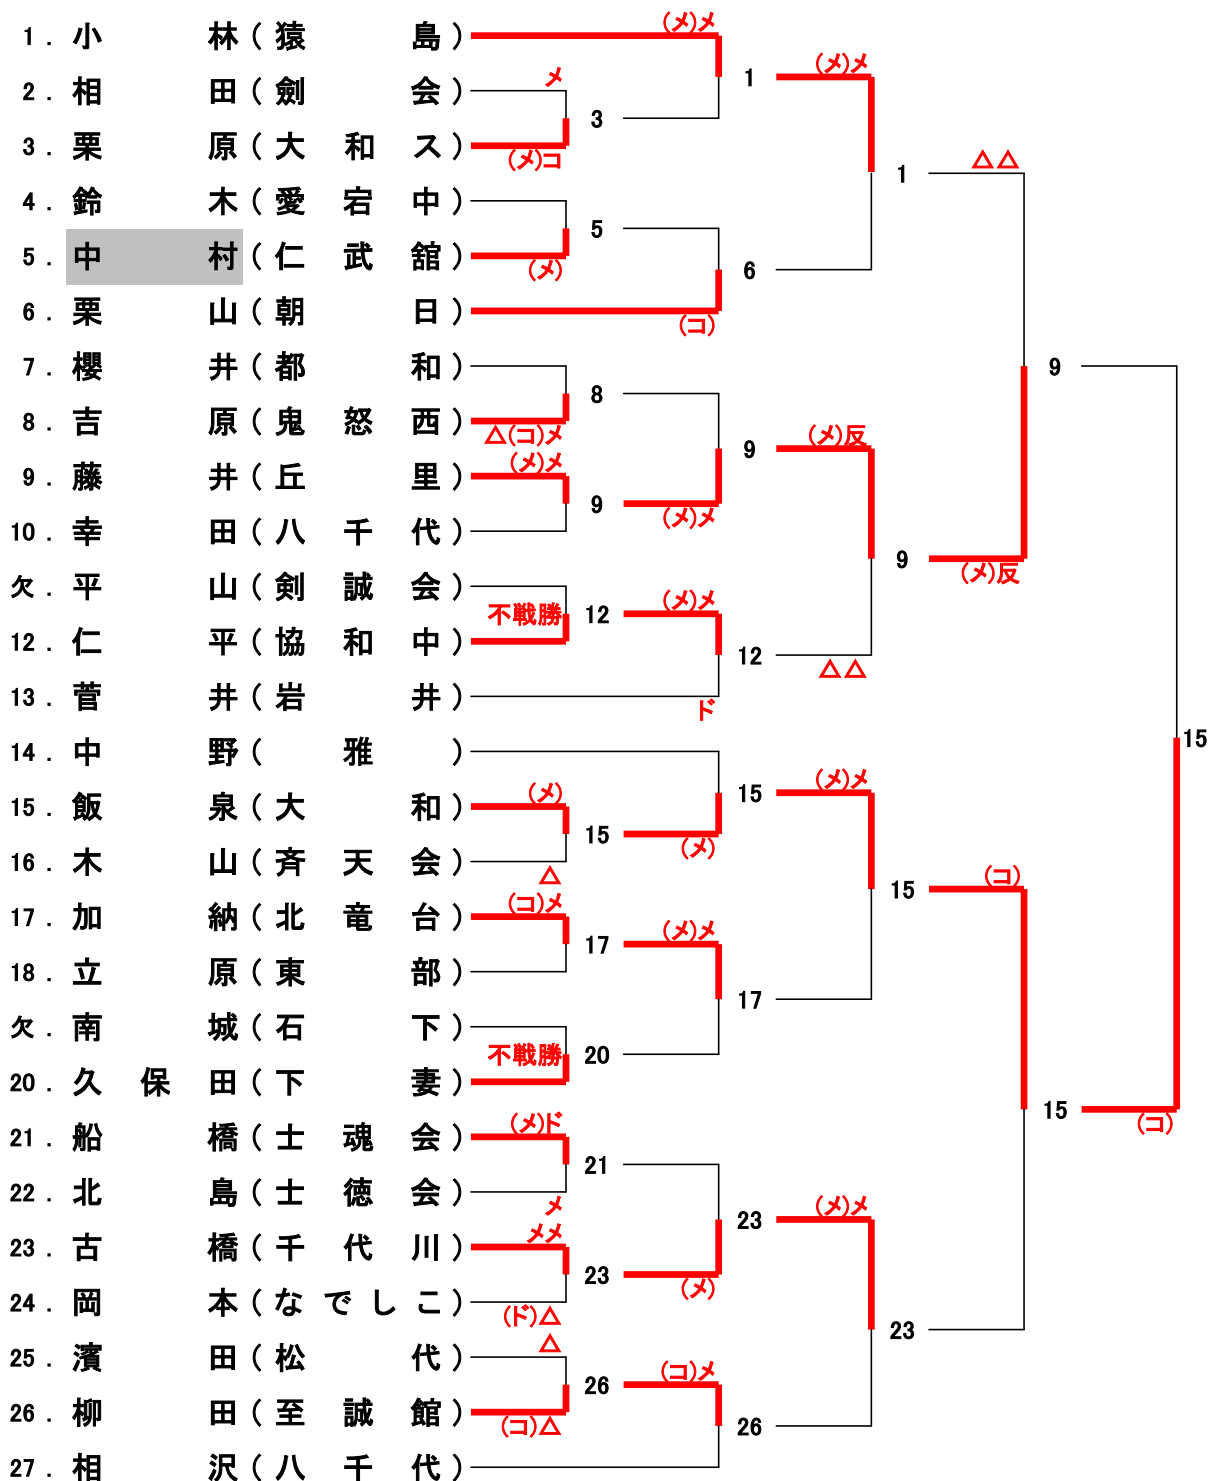 1. 小林(猿島)
(メ)メ
2. 相田(剣会)
メ
3. 栗原(大和ス)
(メ)コ
3
1
(メ)メ
4. 鈴木(愛宕中)
5. 中村(仁武舘)
(メ)
5
6. 栗山(朝日)
(コ)
6
1
△△
7. 櫻井(都和)
8. 吉原(鬼怒西)
△(コ)メ
8
9. 藤井(丘里)
(メ)メ
10. 幸田(八千代)
9
(メ)メ
9
(メ)反
欠. 平山(剣誠会)
12. 仁平(協和中)
不戦勝
12
(メ)メ
13. 菅井(岩井)
ド
12
△△
9
(メ)反
9
14. 中野(雅)
15. 飯泉(大和)
(メ)
16. 木山(斉天会)
△
15
(メ)
15
(メ)メ
17. 加納(北竜台)
(コ)メ
18. 立原(東部)
17
(メ)メ
欠. 南城(石下)
20. 久保田(下妻)
不戦勝
20
17
15
(コ)
21. 船橋(士魂会)
(メ)ド
22. 北島(士徳会)
メ
21
23. 古橋(千代川)
メメ
24. 岡本(なでしこ)
(ド)△
23
(メ)
23
(メ)メ
25. 濱田(松代)
△
26. 柳田(至誠館)
(コ)△
26
(コ)メ
27. 相沢(八千代)
26
23
15
(コ)
15